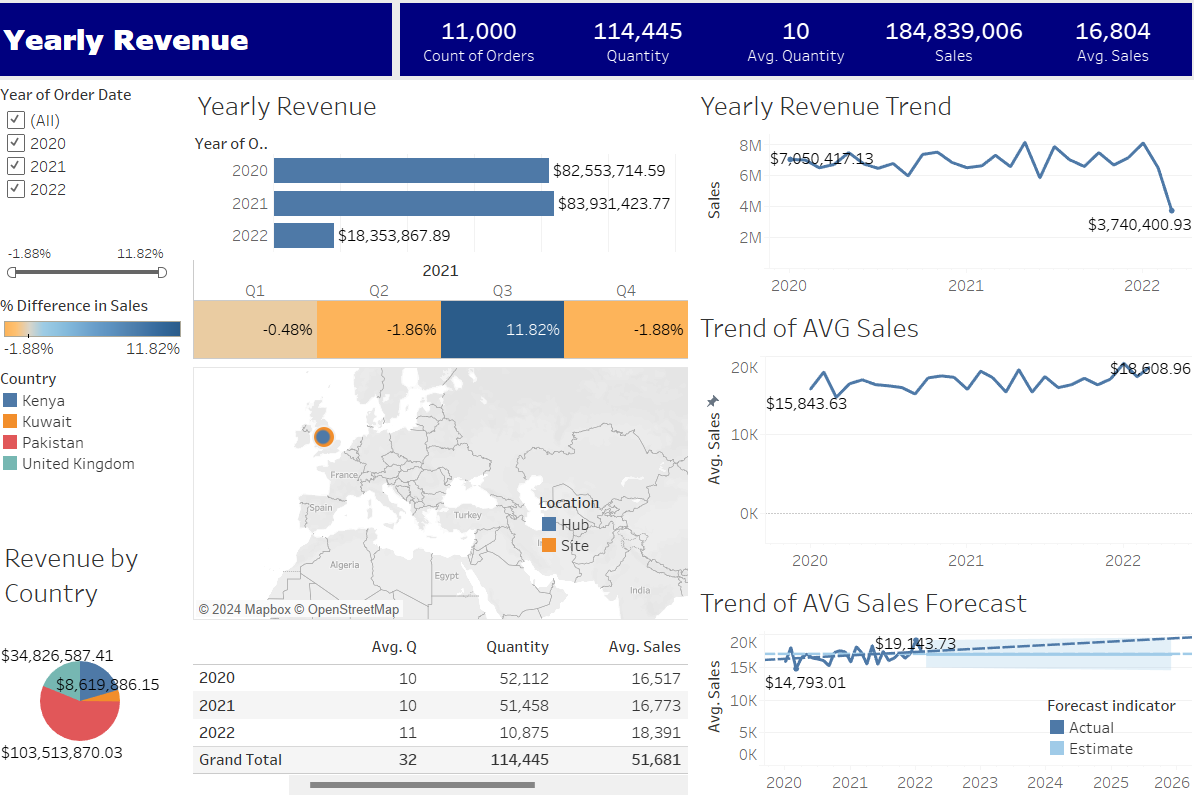 Yearly Revenue
11,000
Count of Orders
114,445
Quantity
10
Avg. Quantity
184,839,006
Sales
16,804
Avg. Sales
Year of Order Date
(All)
2020
2021
2022
-1.88%
11.82%
% Difference in Sales
-1.88%
11.82%
Country
Kenya
Kuwait
Pakistan
United Kingdom
Revenue by
Country
$34,826,587.41
$8,619,886.15
$103,513,870.03
Yearly Revenue
Year of O..
2020 $82,553,714.59
2021 $83,931,423.77
2022 $18,353,867.89
2021
Q1 Q2 Q3 Q4
-0.48% -1.86% 11.82% -1.88%
France
Spain
Turkey
Algeria
Egypt
India
Location
Hub
Site
© 2024 Mapbox © OpenStreetMap
Avg. Q Quantity Avg. Sales
2020 10 52,112 16,517
2021 10 51,458 16,773
2022 11 10,875 18,391
Grand Total 32 114,445 51,681
Yearly Revenue Trend
Sales
8M
6M
4M
2M
$7,050,417.13
$3,740,400.93
2020 2021 2022
Trend of AVG Sales
Avg. Sales
20K
10K
0K
$15,843.63
$18,608.96
2020 2021 2022
Trend of AVG Sales Forecast
Avg. Sales
20K
15K
10K
5K
0K
$19,143.73
$14,793.01
Forecast indicator
Actual
Estimate
2020 2021 2022 2023 2024 2025 2026